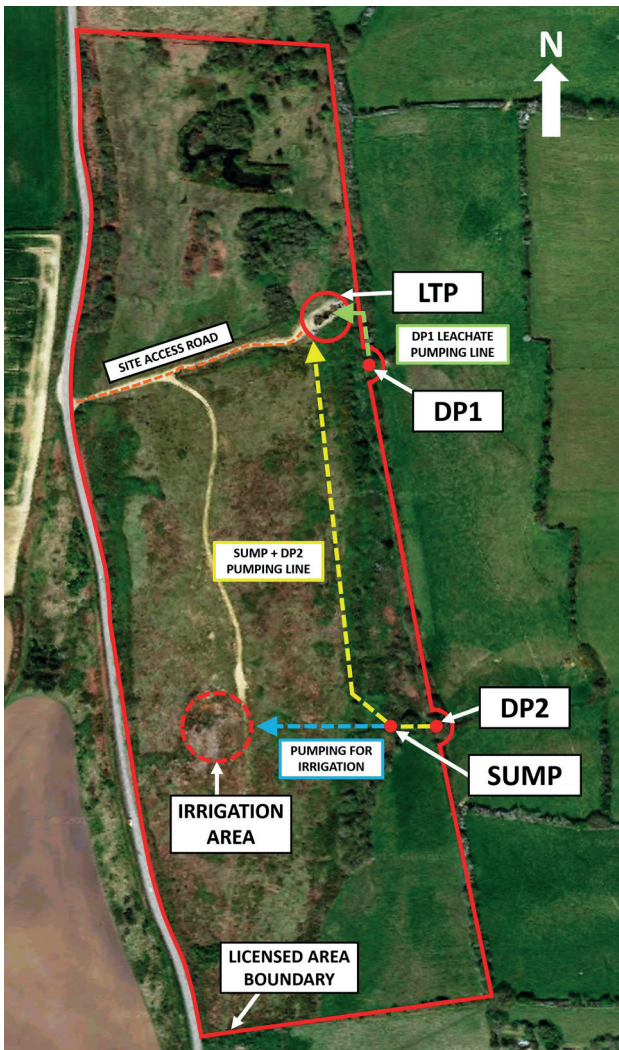 N
LTP
SITE ACCESS ROAD
DP1 LEACHATE
PUMPING LINE
DP1
SUMP + DP2
PUMPING LINE
DP2
PUMPING FOR
IRRIGATION
SUMP
IRRIGATION
AREA
LICENSED AREA
BOUNDARY